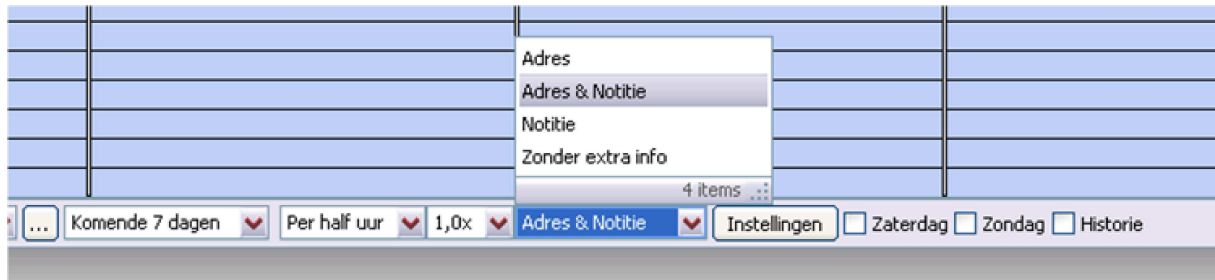 Adres
Adres & Notitie
Notitie
Zonder extra info
4 items
... Komende 7 dagen Per half uur 1,0x Adres & Notitie Instellingen Zaterdag Zondag Historie